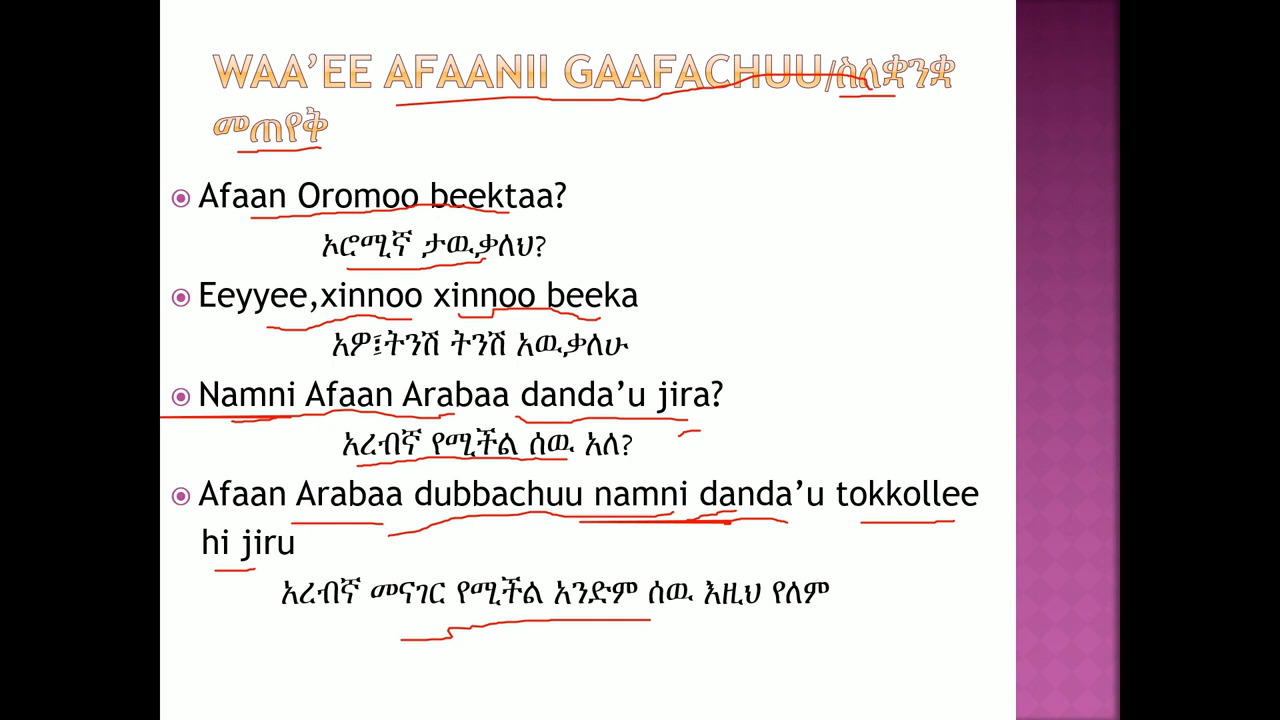 WAA’EE AFAANII GAAFACHUU/ስለቋንቋ
መጠየቅ
Afaan Oromoo beektaa?
ኦሮሚኛ ታዉቃለህ?
Eeyyee,xinnoo xinnoo beeka
አዎ፤ትንሽ ትንሽ አዉቃለሁ
Namni Afaan Arabaa danda’u jira?
አረብኛ የሚችል ሰዉ አለ?
Afaan Arabaa dubbachuu namni danda’u tokkollee
hi jiru
አረብኛ መናገር የሚችል አንድም ሰዉ እዚህ የለም